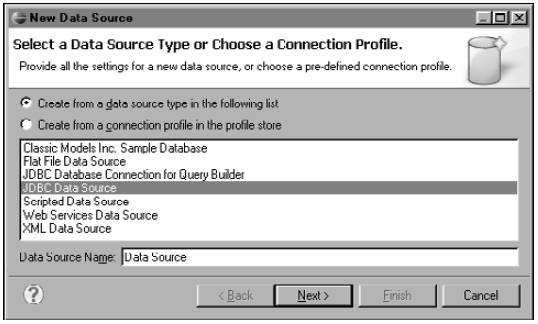 New Data Source
Select a Data Source Type or Choose a Connection Profile.
Provide all the settings for a new data source, or choose a pre-defined connection profile.
Create from a data source type in the following list
Create from a connection profile in the profile store
Classic Models Inc. Sample Database
Flat File Data Source
JDBC Database Connection for Query Builder
JDBC Data Source
Scripted Data Source
Web Services Data Source
XML Data Source
Data Source Name: Data Source
? < Back Next > Finish Cancel